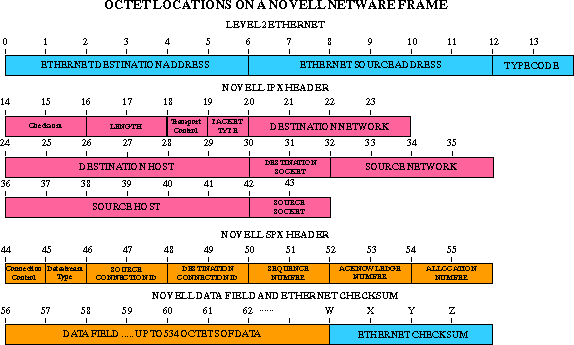 OCTET LOCATIONS ON A NOVELL NETWARE FRAME
LEVEL 2 ETHERNET
0 1 2 3 4 5 6 7 8 9 10 11 12 13
ETHERNET DESTINATION ADDRESS ETHERNET SOURCE ADDRESS TYPECODE
NOVELL IPX HEADER
14 15 16 17 18 19 20 21 22 23
Checksum LENGTH Transport Control PACKET TYPE DESTINATION NETWORK
24 25 26 27 28 29 30 31 32 33 34 35
DESTINATION HOST DESTINATION SOCKET SOURCE NETWORK
36 37 38 39 40 41 42 43
SOURCE HOST SOURCE SOCKET
NOVELL SPX HEADER
44 45 46 47 48 49 50 51 52 53 54 55
Connection Control Datastream Type SOURCE CONNECTION ID DESTINATION CONNECTION ID SEQUENCE NUMBER ACKNOWLEDGE NUMBER ALLOCATION NUMBER
NOVELL DATA FIELD AND ETHERNET CHECKSUM
56 57 58 59 60 61 62 ...... W X Y Z
DATA FIELD ..... UP TO 534 OCTETS OF DATA ETHERNET CHECKSUM